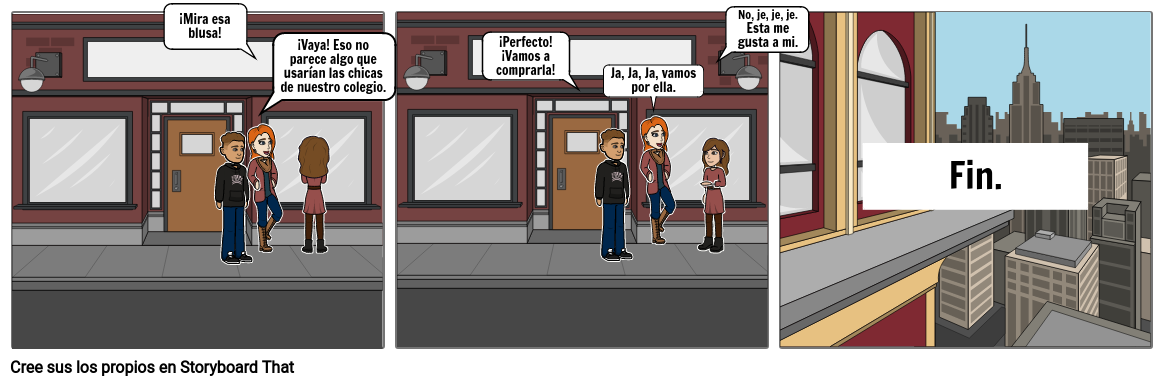 ¡Mira esa
blusa!
¡Vaya! Eso no
parece algo que
usarían las chicas
de nuestro colegio.
¡Perfecto!
¡Vamos a
comprarla!
Ja, Ja, Ja, vamos
por ella.
No, je, je, je.
Esta me
gusta a mi.
Fin.
Cree sus los propios en Storyboard That